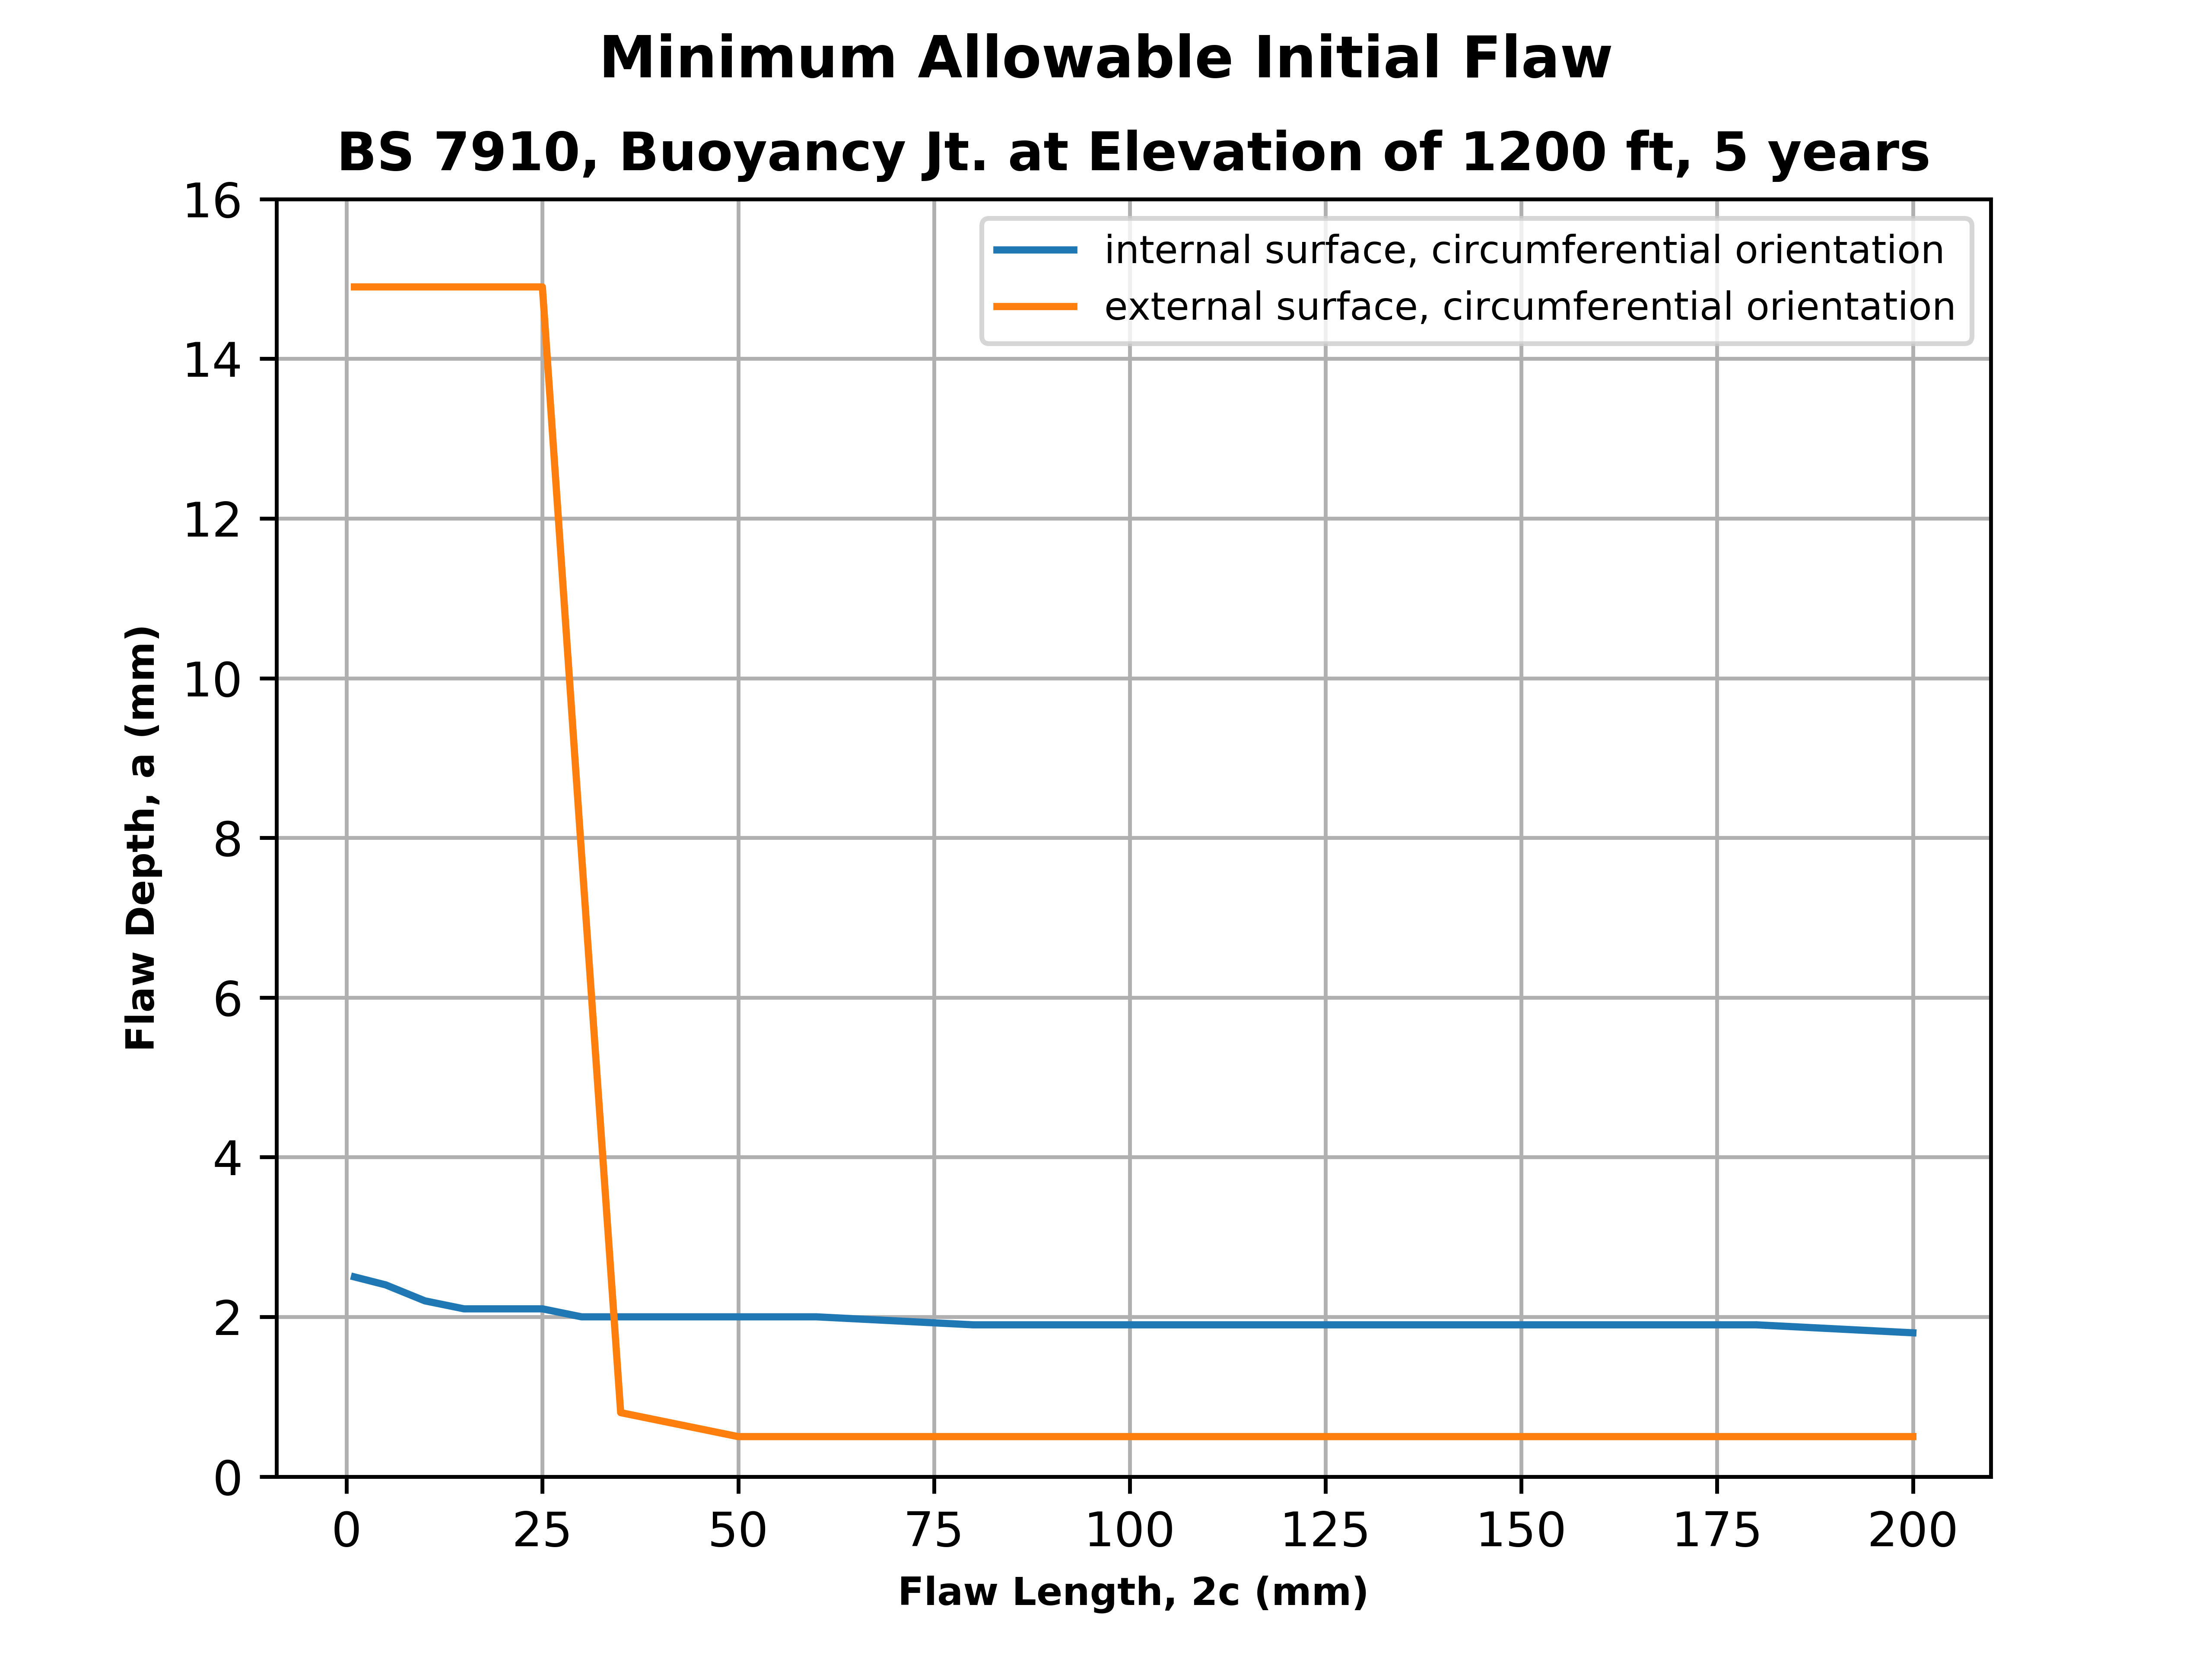 Minimum Allowable Initial Flaw
BS 7910, Buoyancy Jt. at Elevation of 1200 ft, 5 years
internal surface, circumferential orientation
external surface, circumferential orientation
16
14
12
10
8
6
4
2
0
Flaw Depth, a (mm)
0 25 50 75 100 125 150 175 200
Flaw Length, 2c (mm)